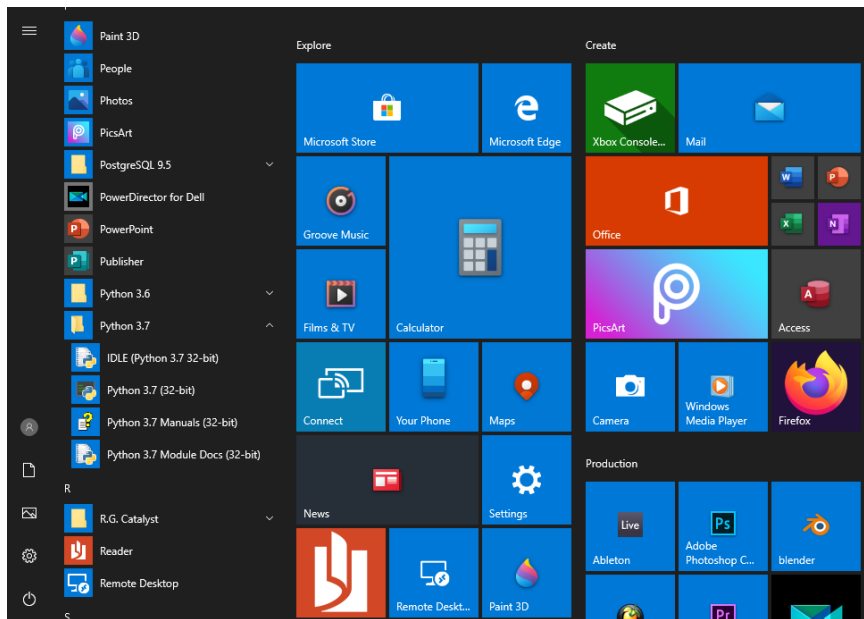 Paint 3D
People
Photos
PicsArt
PostgreSQL 9.5
PowerDirector for Dell
PowerPoint
Publisher
Python 3.6
Python 3.7
IDLE (Python 3.7 32-bit)
Python 3.7 (32-bit)
Python 3.7 Manuals (32-bit)
Python 3.7 Module Docs (32-bit)
R
R.G. Catalyst
Reader
Remote Desktop
S
Explore
Microsoft Store
Microsoft Edge
Groove Music
Calculator
Films & TV
Connect
Your Phone
Maps
News
Settings
Remote Deskt...
Paint 3D
Create
Xbox Console...
Mail
Office
W
P
X
N
PicsArt
A
Access
Camera
Windows
Media Player
Firefox
Production
Live
Ableton
Ps
Adobe
Photoshop C...
blender
Pr